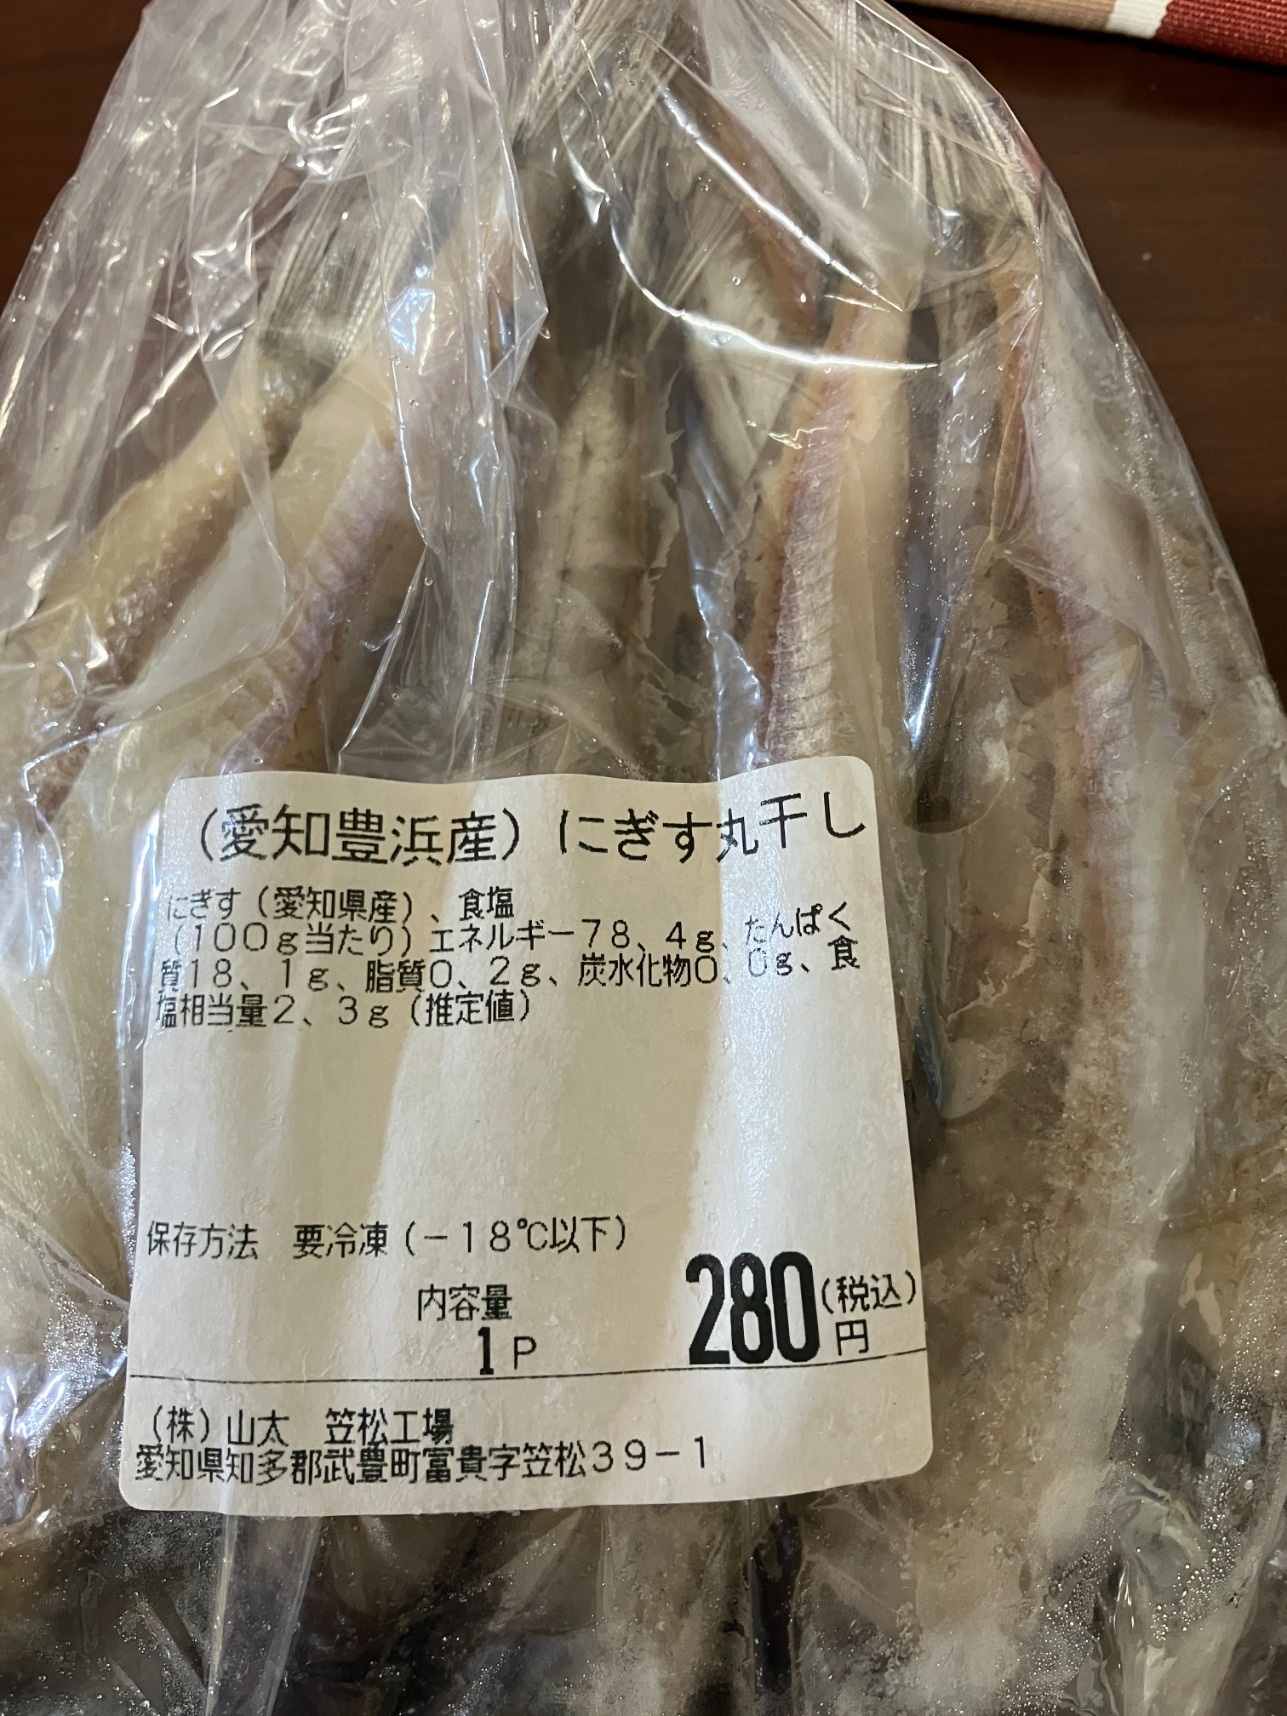 （愛知豊浜産）にぎす丸干し
にぎす（愛知県産）、食塩
（１００ｇ当たり）エネルギー７８、４ｇ、たんぱく
質１８、１ｇ、脂質０、２ｇ、炭水化物０、０ｇ、食
塩相当量２、３ｇ（推定値）
保存方法　要冷凍（－１８℃以下）
内容量
1Ｐ
280(税込)円
（株）山太　笠松工場
愛知県知多郡武豊町冨貴字笠松３９－１